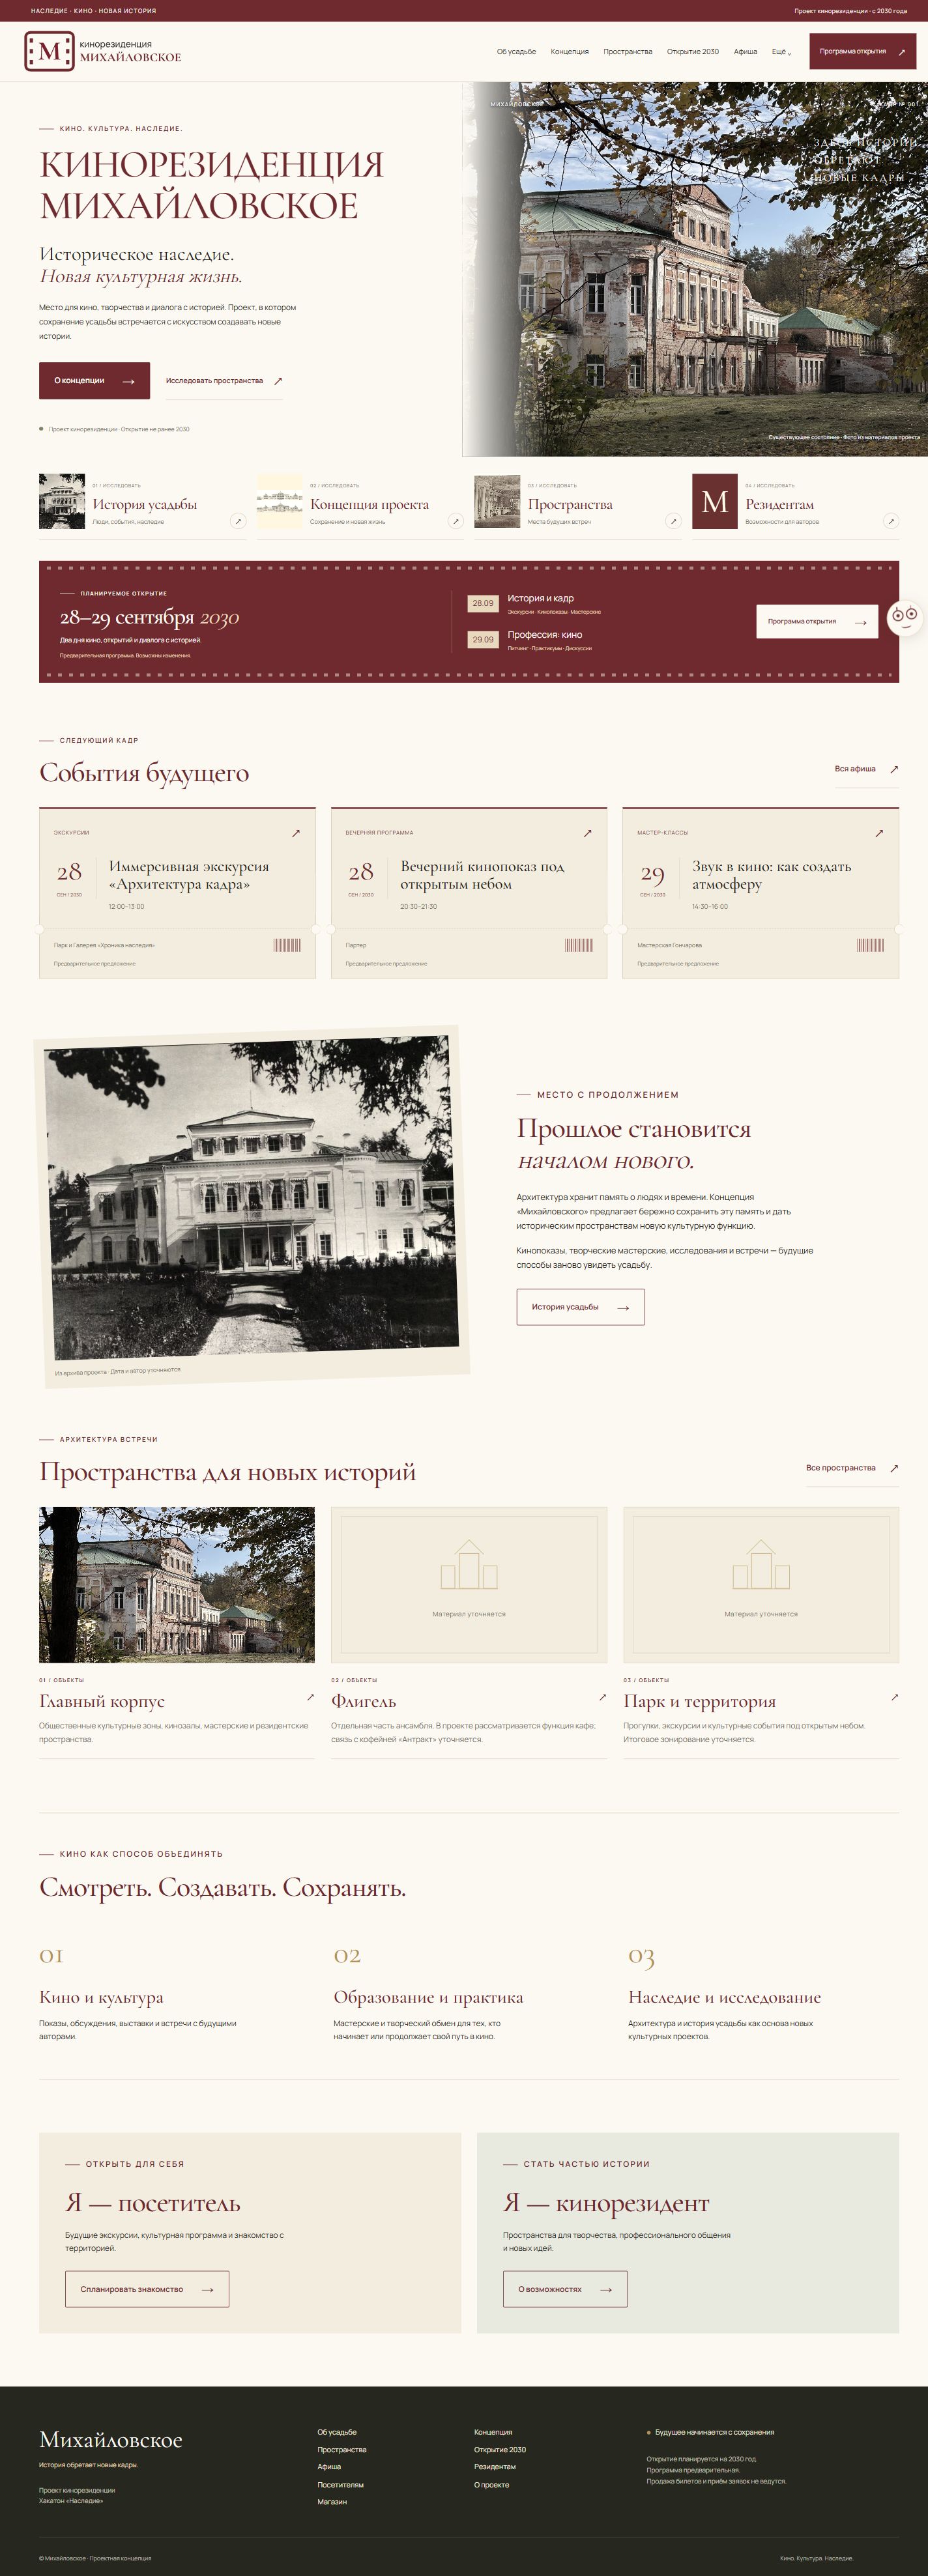 НАСЛЕДИЕ · КИНО · НОВАЯ ИСТОРИЯ
Проект кинорезиденции · с 2030 года
М
кинорезиденция
МИХАЙЛОВСКОЕ
Об усадьбе
Концепция
Пространства
Открытие 2030
Афиша
Ещё
Программа открытия ↗
КИНО. КУЛЬТУРА. НАСЛЕДИЕ.
КИНОРЕЗИДЕНЦИЯ
МИХАЙЛОВСКОЕ
Историческое наследие.
Новая культурная жизнь.
Место для кино, творчества и диалога с историей. Проект, в котором
сохранение усадьбы встречается с искусством создавать новые
истории.
О концепции →
Исследовать пространства ↗
Проект кинорезиденции · Открытие не ранее 2030
МИХАЙЛОВСКОЕ
НОВЫЕ КАДРЫ
Существующее состояние · Фото из материалов проекта
01 / ИССЛЕДОВАТЬ
История усадьбы
Люди, события, наследие
02 / ИССЛЕДОВАТЬ
Концепция проекта
Сохранение и новая жизнь
03 / ИССЛЕДОВАТЬ
Пространства
Места будущих встреч
М
04 / ИССЛЕДОВАТЬ
Резидентам
Возможности для авторов
ПЛАНИРУЕМОЕ ОТКРЫТИЕ
28–29 сентября 2030
Два дня кино, открытий и диалога с историей.
Предварительная программа. Возможны изменения.
28.09
История и кадр
Экскурсии · Кинопоказы · Мастерские
29.09
Профессия: кино
Питчинг · Практикумы · Дискуссии
Программа открытия →
СЛЕДУЮЩИЙ КАДР
События будущего
Вся афиша ↗
ЭКСКУРСИИ
28
СЕН / 2030
Иммерсивная экскурсия
«Архитектура кадра»
12:00–13:00
Парк и Галерея «Хроника наследия»
Предварительное предложение
ВЕЧЕРНЯЯ ПРОГРАММА
28
СЕН / 2030
Вечерний кинопоказ под
открытым небом
20:30–21:30
Партер
Предварительное предложение
МАСТЕР-КЛАССЫ
29
СЕН / 2030
Звук в кино: как создать
атмосферу
14:30–16:00
Мастерская Гончарова
Предварительное предложение
Из архива проекта · Дата и автор уточняются
МЕСТО С ПРОДОЛЖЕНИЕМ
Прошлое становится
началом нового.
Архитектура хранит память о людях и времени. Концепция
«Михайловского» предлагает бережно сохранить эту память и дать
историческим пространствам новую культурную функцию.
Кинопоказы, творческие мастерские, исследования и встречи — будущие
способы заново увидеть усадьбу.
История усадьбы →
АРХИТЕКТУРА ВСТРЕЧИ
Пространства для новых историй
Все пространства ↗
Материал уточняется
Материал уточняется
01 / ОБЪЕКТЫ
Главный корпус
Общественные культурные зоны, кинозалы, мастерские и резидентские
пространства.
02 / ОБЪЕКТЫ
Флигель
Отдельная часть ансамбля. В проекте рассматривается функция кафе;
связь с кофейней «Антракт» уточняется.
03 / ОБЪЕКТЫ
Парк и территория
Прогулки, экскурсии и культурные события под открытым небом.
Итоговое зонирование уточняется.
КИНО КАК СПОСОБ ОБЪЕДИНЯТЬ
Смотреть. Создавать. Сохранять.
01
Кино и культура
Показы, обсуждения, выставки и встречи с будущими
авторами.
02
Образование и практика
Мастерские и творческий обмен для тех, кто
начинает или продолжает свой путь в кино.
03
Наследие и исследование
Архитектура и история усадьбы как основа новых
культурных проектов.
ОТКРЫТЬ ДЛЯ СЕБЯ
Я — посетитель
Будущие экскурсии, культурная программа и знакомство с
территорией.
Спланировать знакомство →
СТАТЬ ЧАСТЬЮ ИСТОРИИ
Я — кинорезидент
Пространства для творчества, профессионального общения
и новых идей.
О возможностях →
Михайловское
История обретает новые кадры.
Проект кинорезиденции
Хакатон «Наследие»
Об усадьбе
Пространства
Афиша
Посетителям
Магазин
Концепция
Открытие 2030
Резидентам
О проекте
Будущее начинается с сохранения
Открытие планируется на 2030 год.
Программа предварительная.
Продажа билетов и приём заявок не ведутся.
© Михайловское · Проектная концепция
Кино. Культура. Наследие.